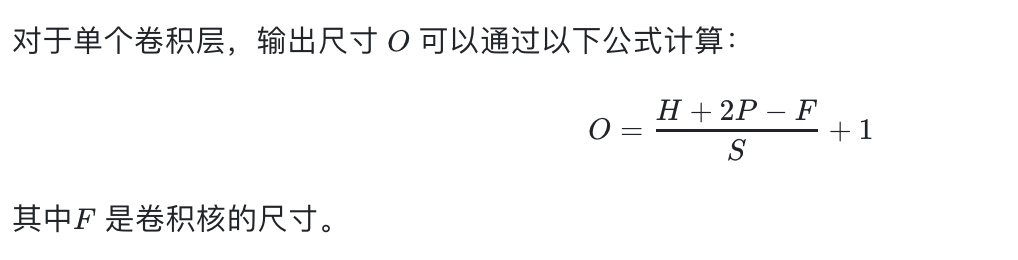 对于单个卷积层，输出尺寸 O 可以通过以下公式计算：
O = \frac{H + 2P - F}{S} + 1
其中F 是卷积核的尺寸。